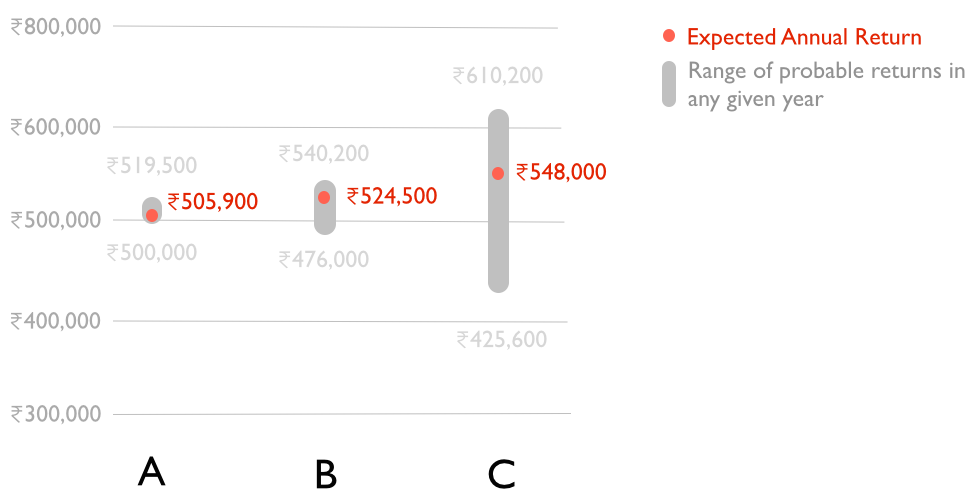 ₹800,000
Expected Annual Return
Range of probable returns in
any given year
₹610,200
₹600,000
₹540,200
₹519,500
₹548,000
₹524,500
₹505,900
₹500,000
₹500,000
₹476,000
₹400,000
₹425,600
₹300,000
A
B
C